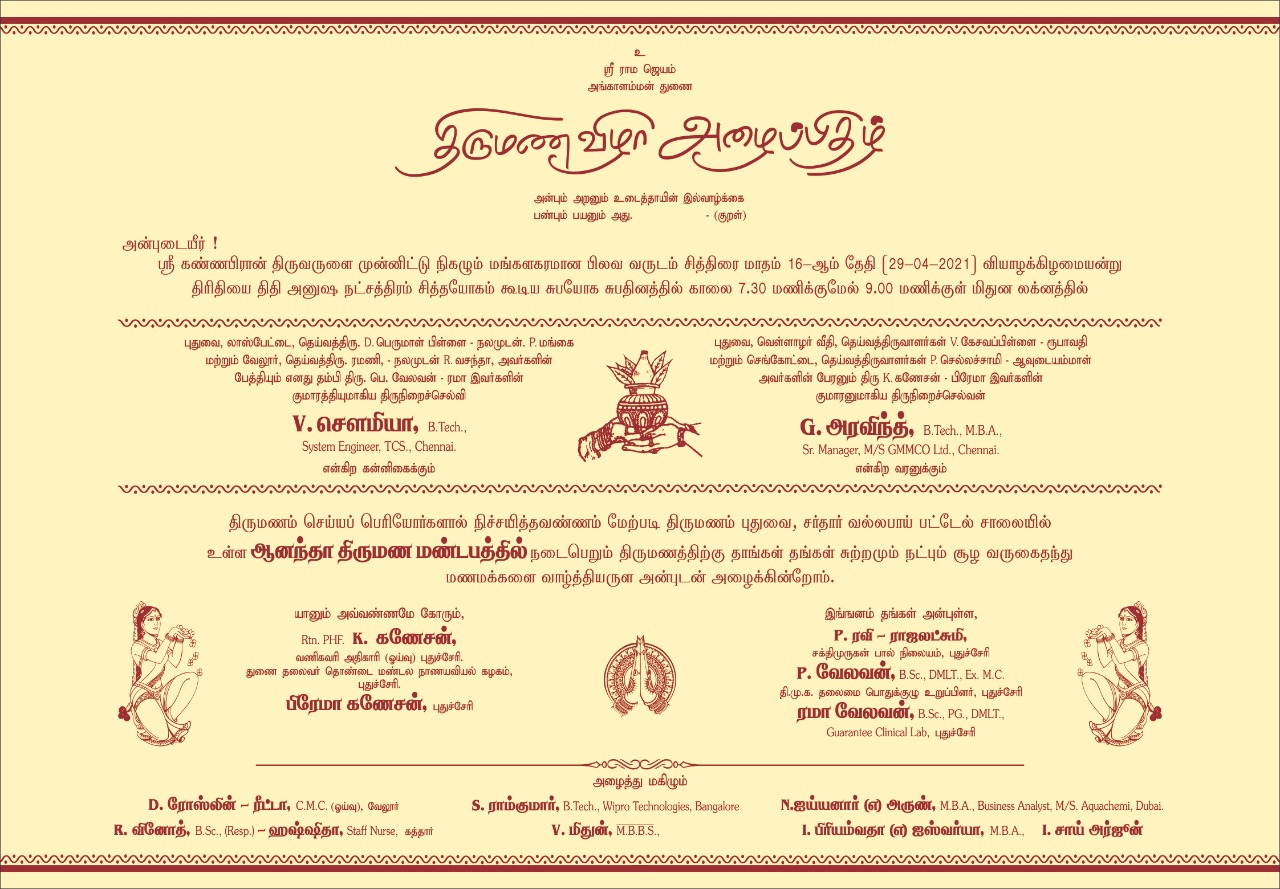 உ
ஸ்ரீ ராம ஜெயம்
அங்காளம்மன் துணை
திருமண விழா அழைப்பிதழ்
அன்பும் அறனும் உடைத்தாயின் இல்வாழ்க்கை
பண்பும் பயனும் அது. - (குறள்)
அன்புடையீர் !
ஸ்ரீ கண்ணபிரான் திருவருளை முன்னிட்டு நிகழும் மங்களகரமான பிலவ வருடம் சித்திரை மாதம் 16-ஆம் தேதி (29-04-2021) வியாழக்கிழமையன்று
திரிதியை திதி அனுஷ நட்சத்திரம் சித்தயோகம் கூடிய சுபயோக சுபதினத்தில் காலை 7.30 மணிக்குமேல் 9.00 மணிக்குள் மிதுன லக்னத்தில்
புதுவை, லாஸ்பேட்டை, தெய்வத்திரு. D. பெருமாள் பிள்ளை - நலமுடன். P. மங்கை
மற்றும் வேலூர், தெய்வத்திரு. ரமணி, - நலமுடன் R. வசந்தா, அவர்களின்
பேத்தியும் எனது தம்பி திரு. பெ. வேலவன் - ரமா இவர்களின்
குமாரத்தியுமாகிய திருநிறைச்செல்வி
V. சௌமியா, B.Tech.,
System Engineer, TCS., Chennai.
என்கிற கன்னிகைக்கும்
புதுவை, வெள்ளாழர் வீதி, தெய்வத்திருவாளர்கள் V. கேசவப்பிள்ளை - ரூபாவதி
மற்றும் செங்கோட்டை, தெய்வத்திருவாளர்கள் P. செல்லச்சாமி - ஆவுடையம்மாள்
அவர்களின் பேரனும் திரு K. கணேசன் - பிரேமா இவர்களின்
குமாரனுமாகிய திருநிறைச்செல்வன்
G. அரவிந்த், B.Tech., M.B.A.,
Sr. Manager, M/S GMMCO Ltd., Chennai.
என்கிற வரனுக்கும்
திருமணம் செய்யப் பெரியோர்களால் நிச்சயித்தவண்ணம் மேற்படி திருமணம் புதுவை, சர்தார் வல்லபாய் பட்டேல் சாலையில்
உள்ள ஆனந்தா திருமண மண்டபத்தில் நடைபெறும் திருமணத்திற்கு தாங்கள் தங்கள் சுற்றமும் நட்பும் சூழ வருகைதந்து
மணமக்களை வாழ்த்தியருள அன்புடன் அழைக்கின்றோம்.
யானும் அவ்வண்ணமே கோரும்,
Rtn. PHF. K. கணேசன்,
வணிகவரி அதிகாரி (ஓய்வு) புதுச்சேரி.
துணை தலைவர் தொண்டை மண்டல நாணயவியல் கழகம்,
புதுச்சேரி.
பிரேமா கணேசன், புதுச்சேரி
இங்ஙனம் தங்கள் அன்புள்ள,
P. ரவி - ராஜலட்சுமி,
சக்திமுருகன் பால் நிலையம், புதுச்சேரி
P. வேலவன், B.Sc., DMLT., Ex. M.C.
தி.மு.க. தலைமை பொதுக்குழு உறுப்பினர், புதுச்சேரி
ரமா வேலவன், B.Sc., PG., DMLT.,
Guarantee Clinical Lab, புதுச்சேரி
அழைத்து மகிழும்
D. ரோஸ்லின் - ரீட்டா, C.M.C. (ஓய்வு), வேலூர்
S. ராம்குமார், B.Tech., Wipro Technologies, Bangalore
N.ஐய்யனார் (எ) அருண், M.B.A., Business Analyst, M/S. Aquachemi, Dubai.
R. வினோத், B.Sc., (Resp.) - ஹஷ்ஷிதா, Staff Nurse, கத்தார்
V. மிதுன், M.B.B.S.,
I. பிரியம்வதா (எ) ஐஸ்வர்யா, M.B.A., I. சாய் அர்ஜூன்